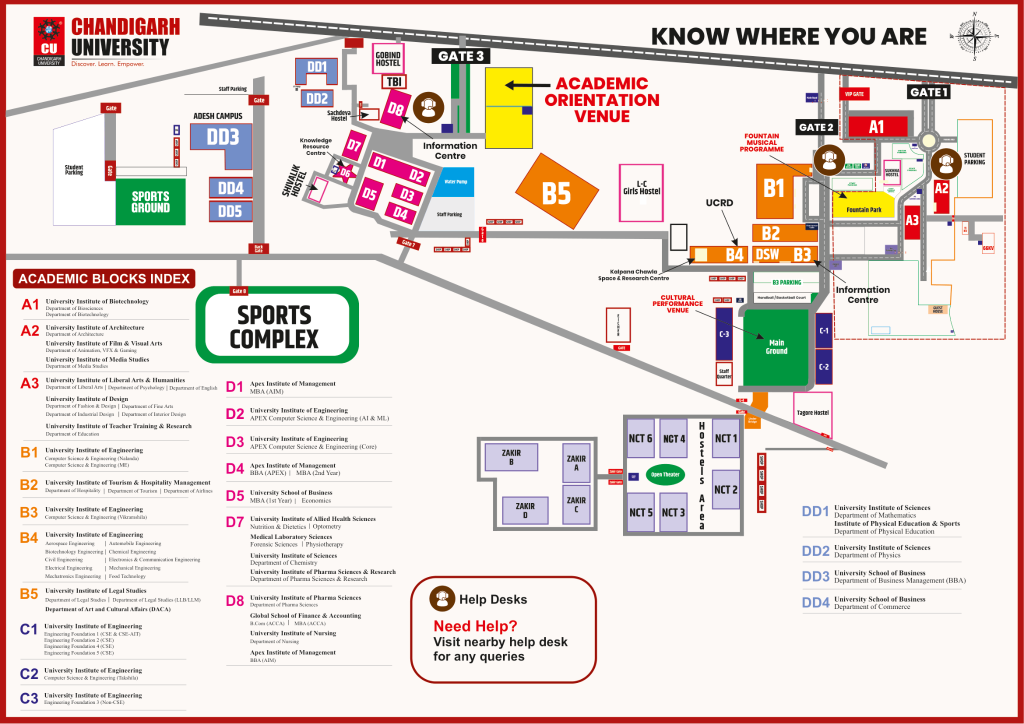 CU
CHANDIGARH
UNIVERSITY
CHANDIGARH
UNIVERSITY
Discover. Learn. Empower.
KNOW WHERE YOU ARE
N
S
GATE 3
GATE1
GATE 2
VIP GATE
ACADEMIC
ORIENTATION
VENUE
GOBIND
HOSTEL
TBI
DD1
DD2
D8
Sachdeva
Hostel
Information
Centre
Staff Parking
Gate
Gate
ADESH CAMPUS
DD3
DD4
DD5
Student
Parking
SPORTS
GROUND
Gate
Back
Gate
Knowledge
Resource
Centre
SHIVALIK
HOSTEL
D7
D6
D1
D2
D5
D3
D4
Water Pump
Staff Parking
Gate 7
B5
L-C
Girls Hostel
UCRD
Kalpana Chawla
Space & Research Centre
FOUNTAIN
MUSICAL
PROGRAMME
A1
A2
A3
STUDENT
PARKING
SUKHNA
HOSTEL
Fountain Park
B1
B2
B4
DSW
B3
B3 PARKING
Handball/Basketball Court
Information
Centre
GUEST
HOUSE
CULTURAL
PERFORMANCE
VENUE
C-3
C-1
C-2
Main
Ground
Staff
Quarter
Tagore Hostel
GATE
Gate 8
SPORTS
COMPLEX
NCT 6
NCT 4
NCT 1
NCT 2
NCT 5
NCT 3
Open Theater
Hostels Area
ZAKIR
B
ZAKIR
A
ZAKIR
D
ZAKIR
C
ACADEMIC BLOCKS INDEX
A1 University Institute of Biotechnology
Department of Biosciences
Department of Biotechnology
A2 University Institute of Architecture
Department of Architecture
University Institute of Film & Visual Arts
Department of Animation, VFX & Gaming
University Institute of Media Studies
Department of Media Studies
A3 University Institute of Liberal Arts & Humanities
Department of Liberal Arts | Department of Psychology | Department of English
University Institute of Design
Department of Fashion & Design | Department of Fine Arts
Department of Industrial Design | Department of Interior Design
University Institute of Teacher Training & Research
Department of Education
B1 University Institute of Engineering
Computer Science & Engineering (Nalanda)
Computer Science & Engineering (ME)
B2 University Institute of Tourism & Hospitality Management
Department of Hospitality | Department of Tourism | Department of Airlines
B3 University Institute of Engineering
Computer Science & Engineering (Vikramshila)
B4 University Institute of Engineering
Aerospace Engineering | Automobile Engineering
Biotechnology Engineering | Chemical Engineering
Civil Engineering | Electronics & Communication Engineering
Electrical Engineering | Mechanical Engineering
Mechatronics Engineering | Food Technology
B5 University Institute of Legal Studies
Department of Legal Studies | Department of Legal Studies (LLB/LLM)
Department of Art and Cultural Affairs (DACA)
C1 University Institute of Engineering
Engineering Foundation 1 (CSE & CSE-AIT)
Engineering Foundation 2 (CSE)
Engineering Foundation 4 (CSE)
Engineering Foundation 5 (CSE)
C2 University Institute of Engineering
Computer Science & Engineering (Takshila)
C3 University Institute of Engineering
Engineering Foundation 3 (Non-CSE)
D1 Apex Institute of Management
MBA (AIM)
D2 University Institute of Engineering
APEX Computer Science & Engineering (AI & ML)
D3 University Institute of Engineering
APEX Computer Science & Engineering (Core)
D4 Apex Institute of Management
BBA (APEX) | MBA (2nd Year)
D5 University School of Business
MBA (1st Year) | Economics
D7 University Institute of Allied Health Sciences
Nutrition & Dietetics | Optometry
Medical Laboratory Sciences
Forensic Sciences | Physiotherapy
University Institute of Sciences
Department of Chemistry
University Institute of Pharma Sciences & Research
Department of Pharma Sciences & Research
D8 University Institute of Pharma Sciences
Department of Pharma Sciences
Global School of Finance & Accounting
B.Com (ACCA) | MBA (ACCA)
University Institute of Nursing
Department of Nursing
Apex Institute of Management
BBA (AIM)
Help Desks
Need Help?
Visit nearby help desk
for any queries
DD1 University Institute of Sciences
Department of Mathematics
Institute of Physical Education & Sports
Department of Physical Education
DD2 University Institute of Sciences
Department of Physics
DD3 University School of Business
Department of Business Management (BBA)
DD4 University School of Business
Department of Commerce